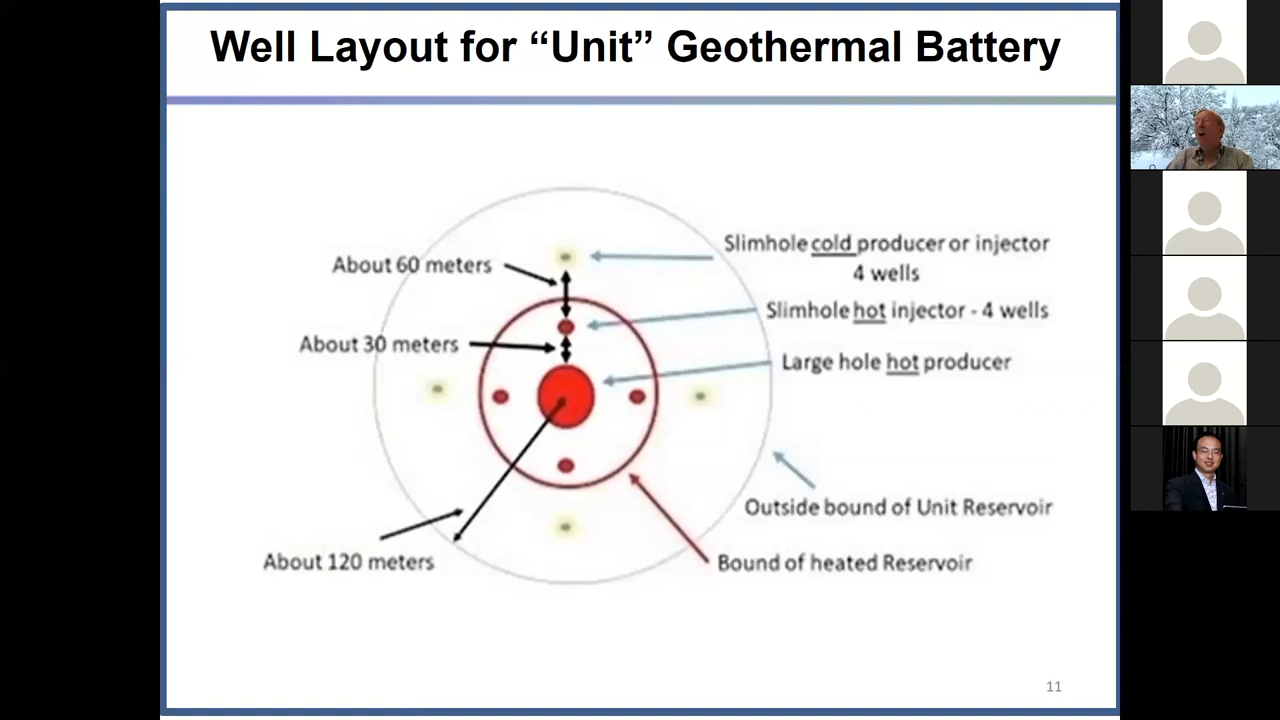 Well Layout for “Unit” Geothermal Battery
Slimhole cold producer or injector
4 wells
About 60 meters
Slimhole hot injector - 4 wells
About 30 meters
Large hole hot producer
Outside bound of Unit Reservoir
About 120 meters
Bound of heated Reservoir
11